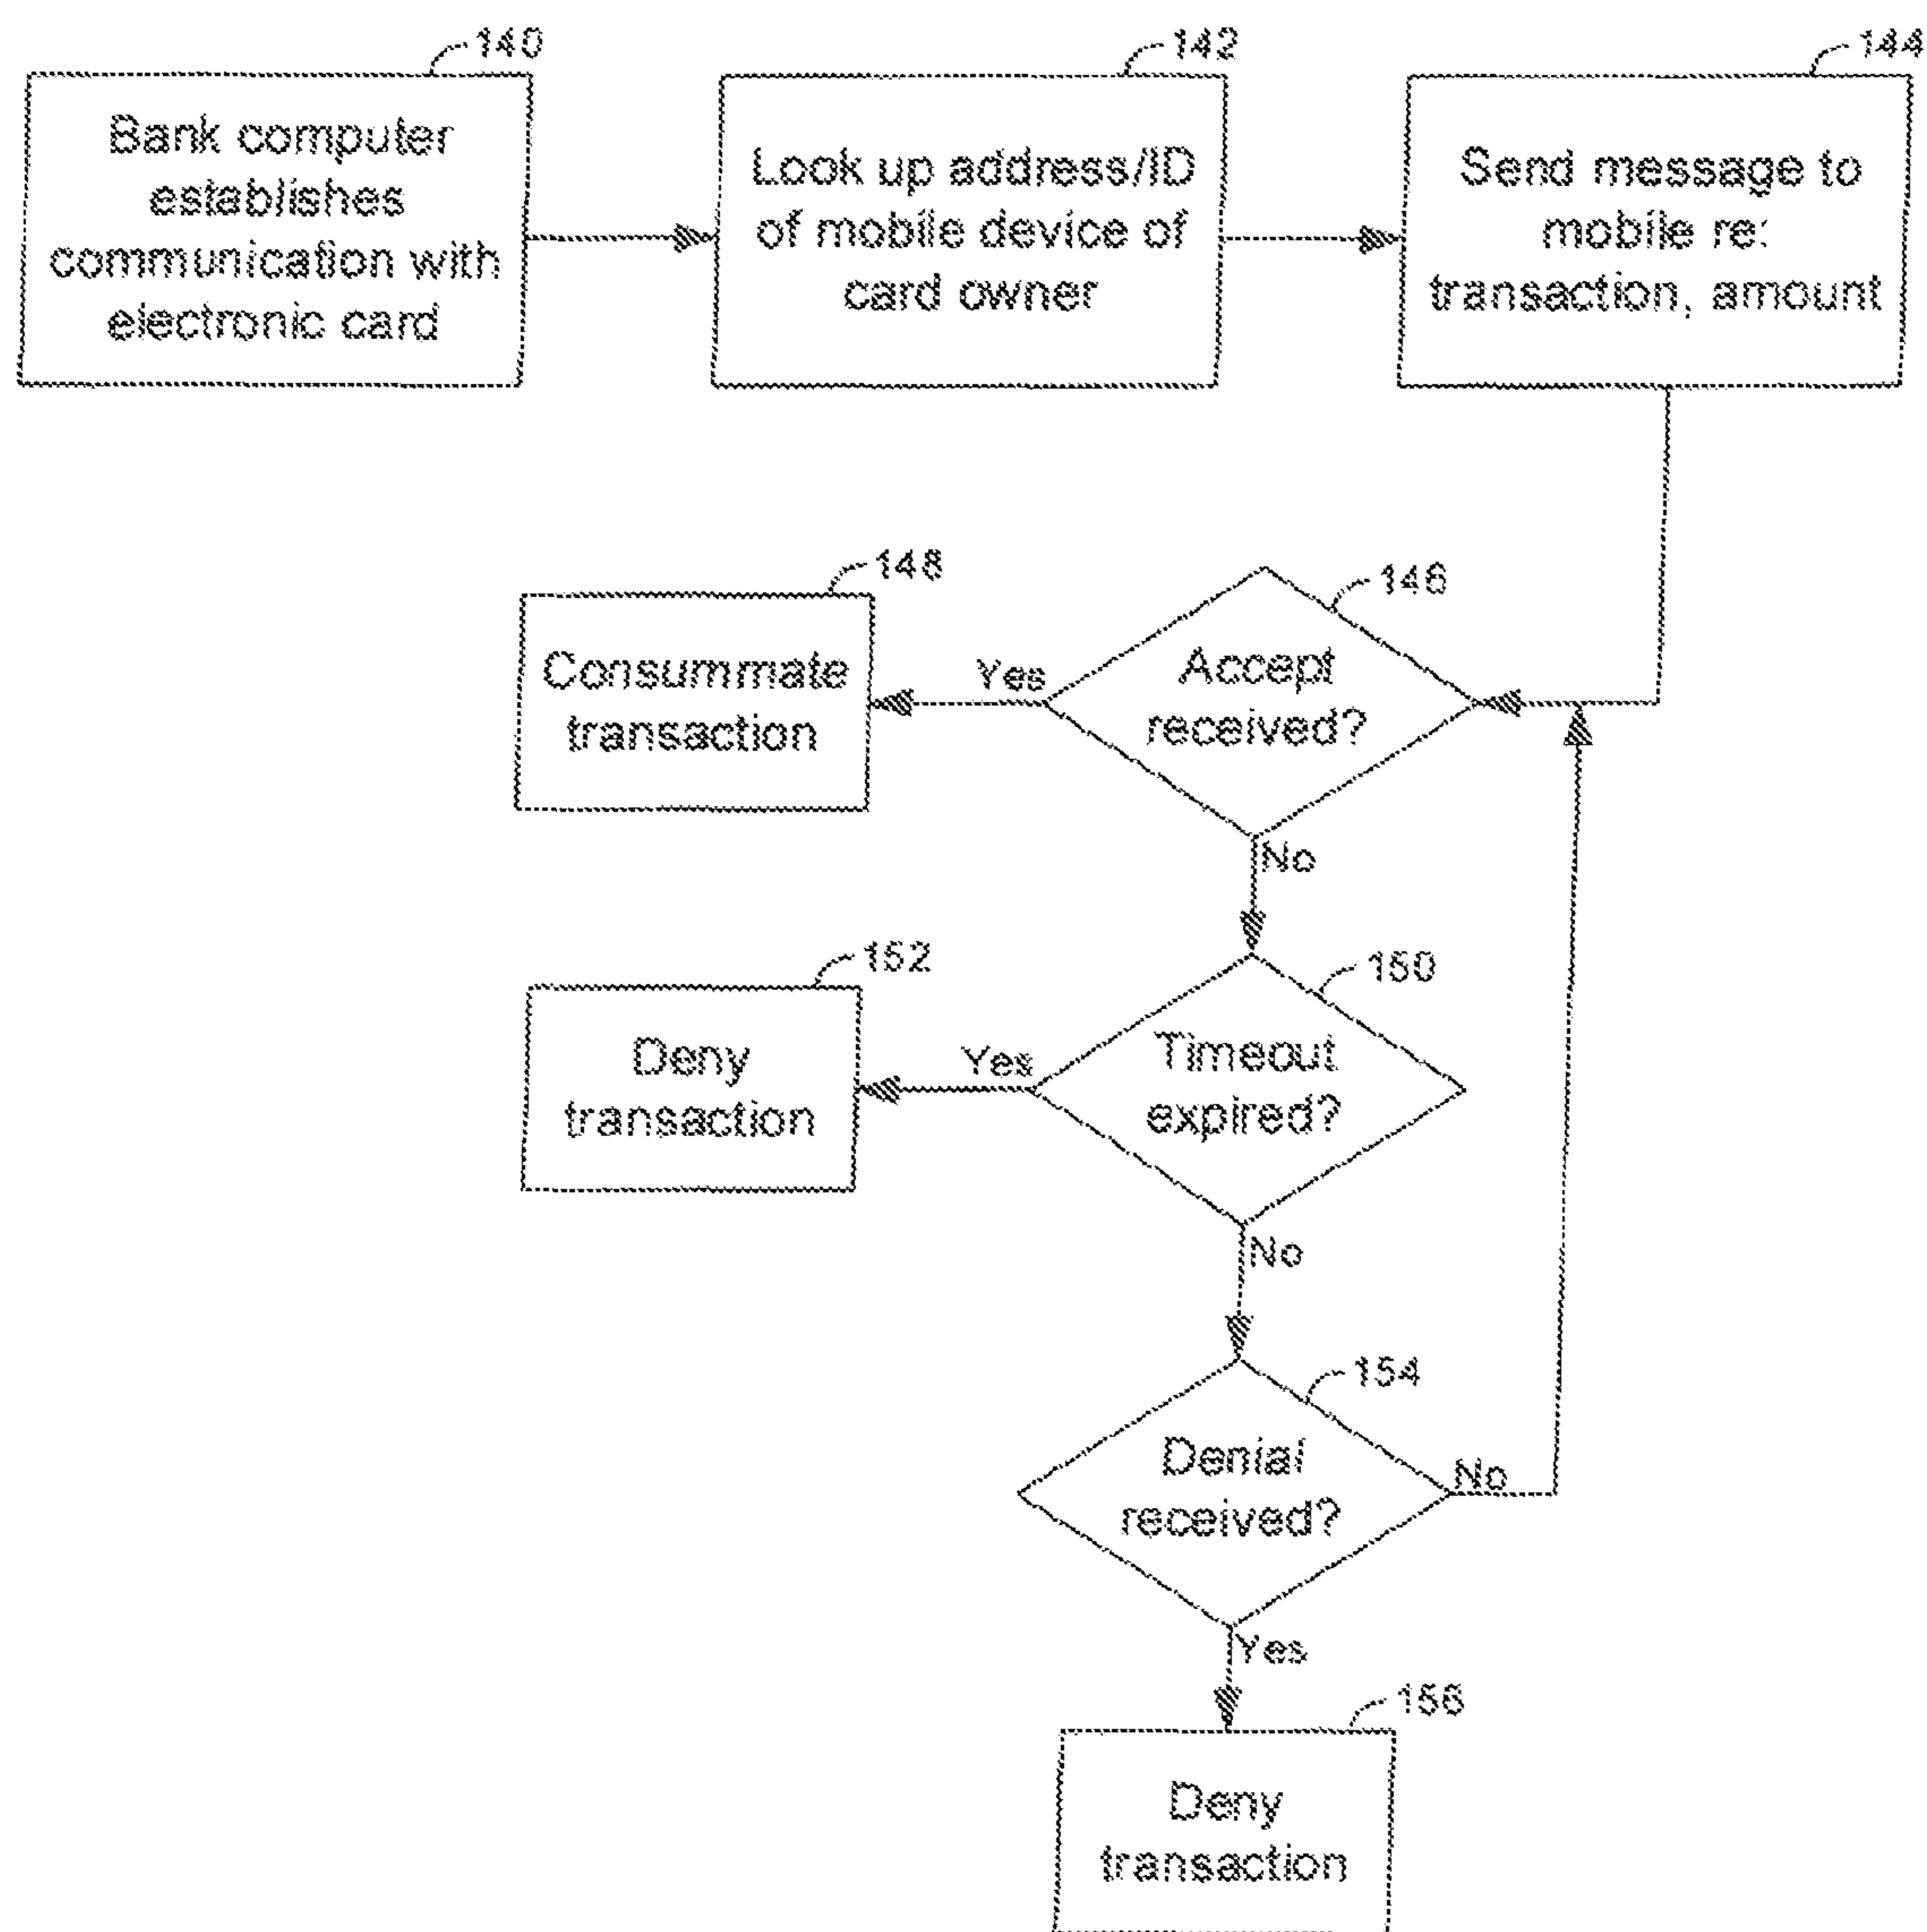 140
Bank computer
establishes
communication with
electronic card
142
Look up address/ID
of mobile device of
card owner
144
Send message to
mobile re:
transaction, amount
146
Accept
received?
Yes
148
Consummate
transaction
No
150
Timeout
expired?
Yes
152
Deny
transaction
No
154
Denial
received?
No
Yes
156
Deny
transaction